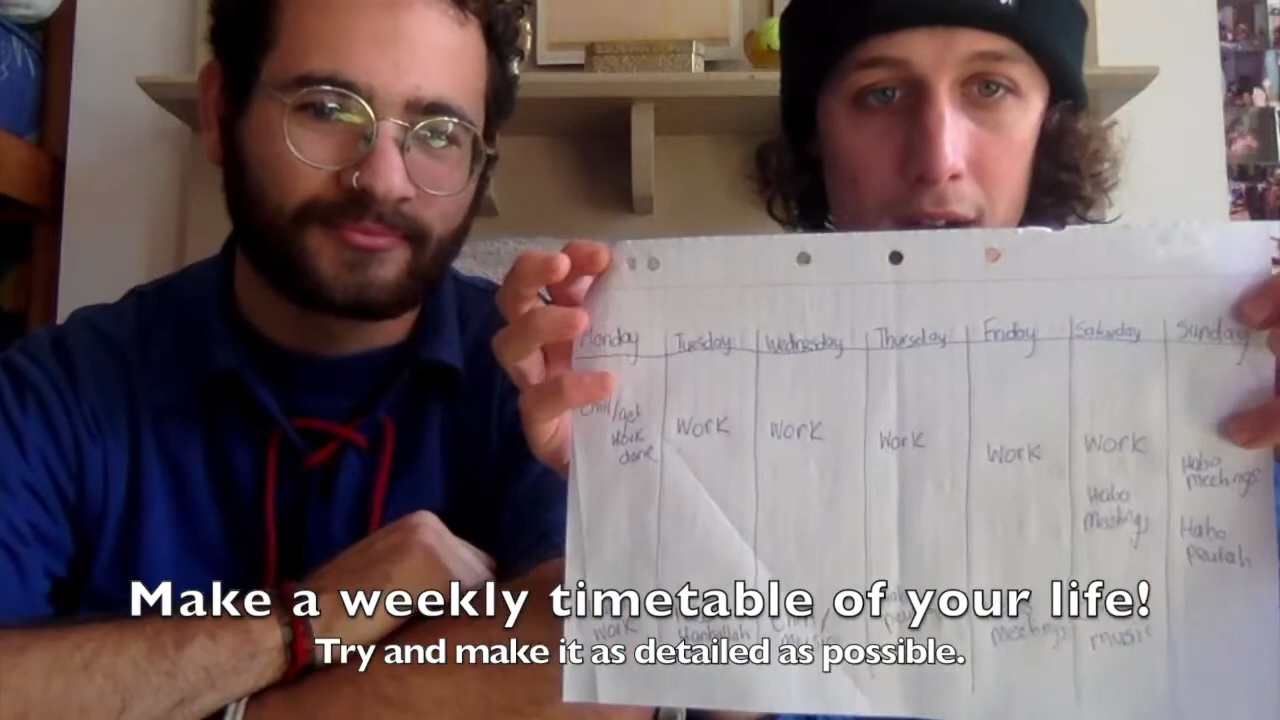 Monday Tuesday Wednesday Thursday Friday Saturday Sunday
Chill/get
work
done
Work
Work
Work
Work
Work
Habo
meetings
Habo
meetings
Habo
peulah
Work
meetings
music
Make a weekly timetable of your life!
Try and make it as detailed as possible.